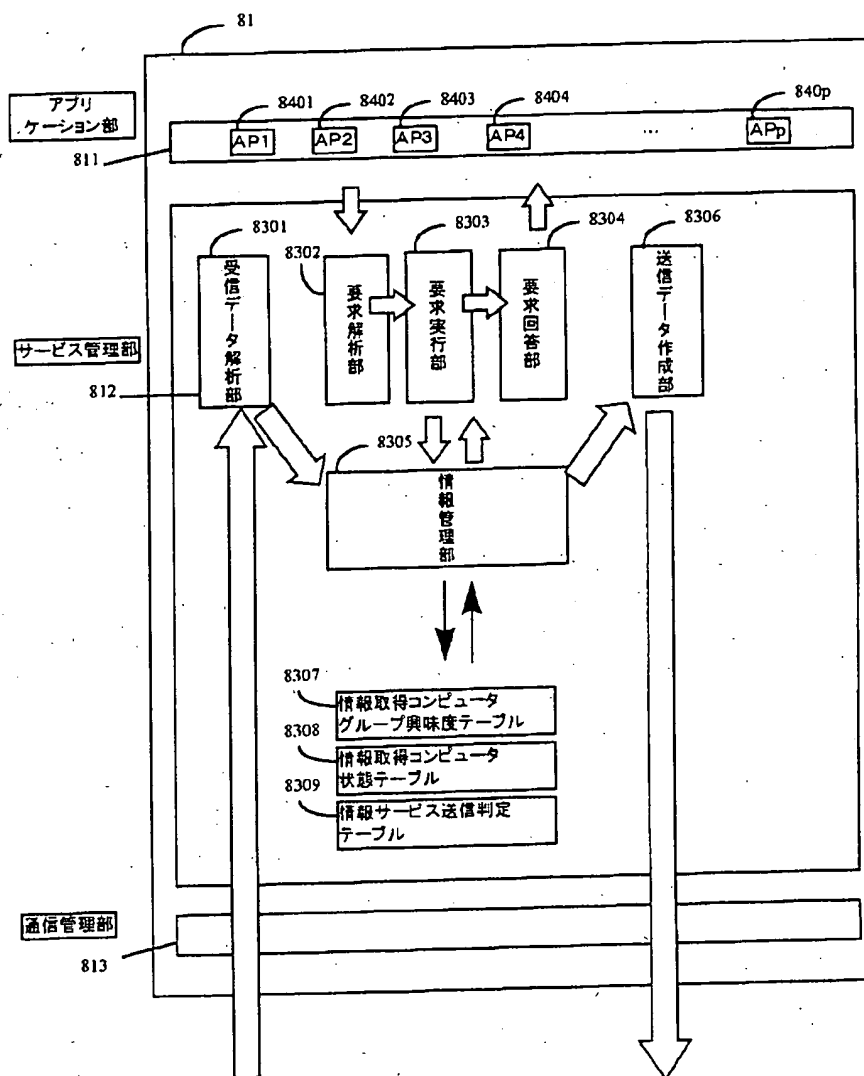 81
アプリ
ケーション部
811
8401
8402
8403
8404
840p
AP1
AP2
AP3
AP4
...
APp
8301
8302
8303
8304
8306
受信データ解析部
要求解析部
要求実行部
要求回答部
送信データ作成部
サービス管理部
812
8305
情報管理部
8307
情報取得コンピュータ
グループ興味度テーブル
8308
情報取得コンピュータ
状態テーブル
8309
情報サービス送信判定
テーブル
通信管理部
813